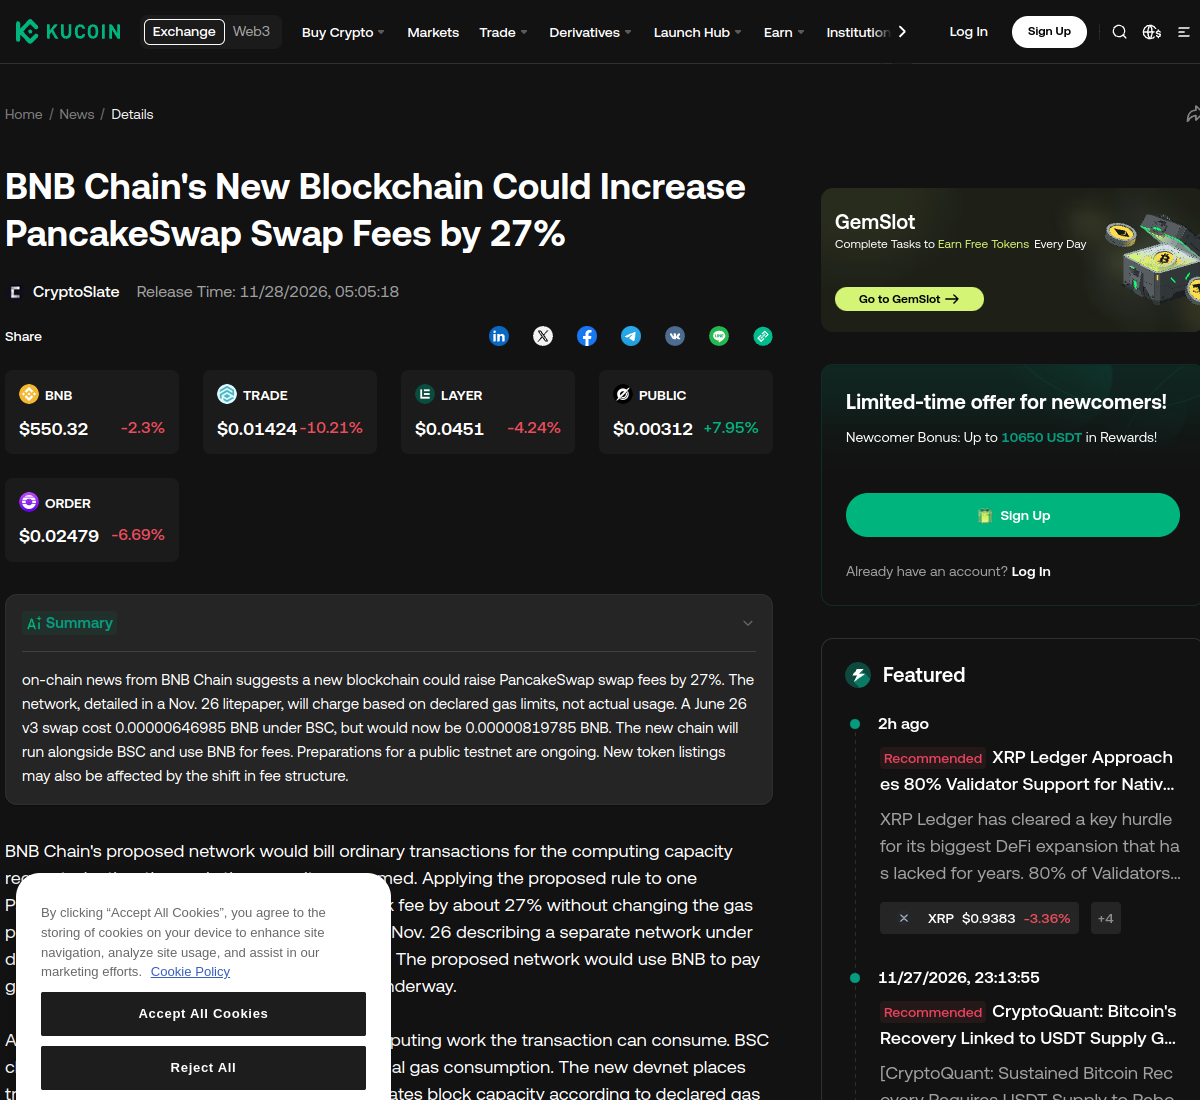 KUCOIN
Exchange Web3 Buy Crypto Markets Trade Derivatives Launch Hub Earn Institution Log In Sign Up
Home / News / Details
BNB Chain's New Blockchain Could Increase
PancakeSwap Swap Fees by 27%
CryptoSlate Release Time: 11/28/2026, 05:05:18
Share
BNB
$550.32 -2.3%
TRADE
$0.01424 -10.21%
LAYER
$0.0451 -4.24%
PUBLIC
$0.00312 +7.95%
ORDER
$0.02479 -6.69%
Summary
on-chain news from BNB Chain suggests a new blockchain could raise PancakeSwap swap fees by 27%. The
network, detailed in a Nov. 26 litepaper, will charge based on declared gas limits, not actual usage. A June 26
v3 swap cost 0.00000646985 BNB under BSC, but would now be 0.00000819785 BNB. The new chain will
run alongside BSC and use BNB for fees. Preparations for a public testnet are ongoing. New token listings
may also be affected by the shift in fee structure.
BNB Chain's proposed network would bill ordinary transactions for the computing capacity
med. Applying the proposed rule to one
fee by about 27% without changing the gas
Nov. 26 describing a separate network under
The proposed network would use BNB to pay
nderway.
puting work the transaction can consume. BSC
al gas consumption. The new devnet places
ates block capacity according to declared gas
By clicking “Accept All Cookies”, you agree to the
storing of cookies on your device to enhance site
navigation, analyze site usage, and assist in our
marketing efforts. Cookie Policy
Accept All Cookies
Reject All
GemSlot
Complete Tasks to Earn Free Tokens Every Day
Go to GemSlot
Limited-time offer for newcomers!
Newcomer Bonus: Up to 10650 USDT in Rewards!
Sign Up
Already have an account? Log In
Featured
2h ago
Recommended XRP Ledger Approach
es 80% Validator Support for Nativ...
XRP Ledger has cleared a key hurdle
for its biggest DeFi expansion that ha
s lacked for years. 80% of Validators...
XRP $0.9383 -3.36% +4
11/27/2026, 23:13:55
Recommended CryptoQuant: Bitcoin's
Recovery Linked to USDT Supply G...
[CryptoQuant: Sustained Bitcoin Rec
overy Requires USDT Supply to Rebo